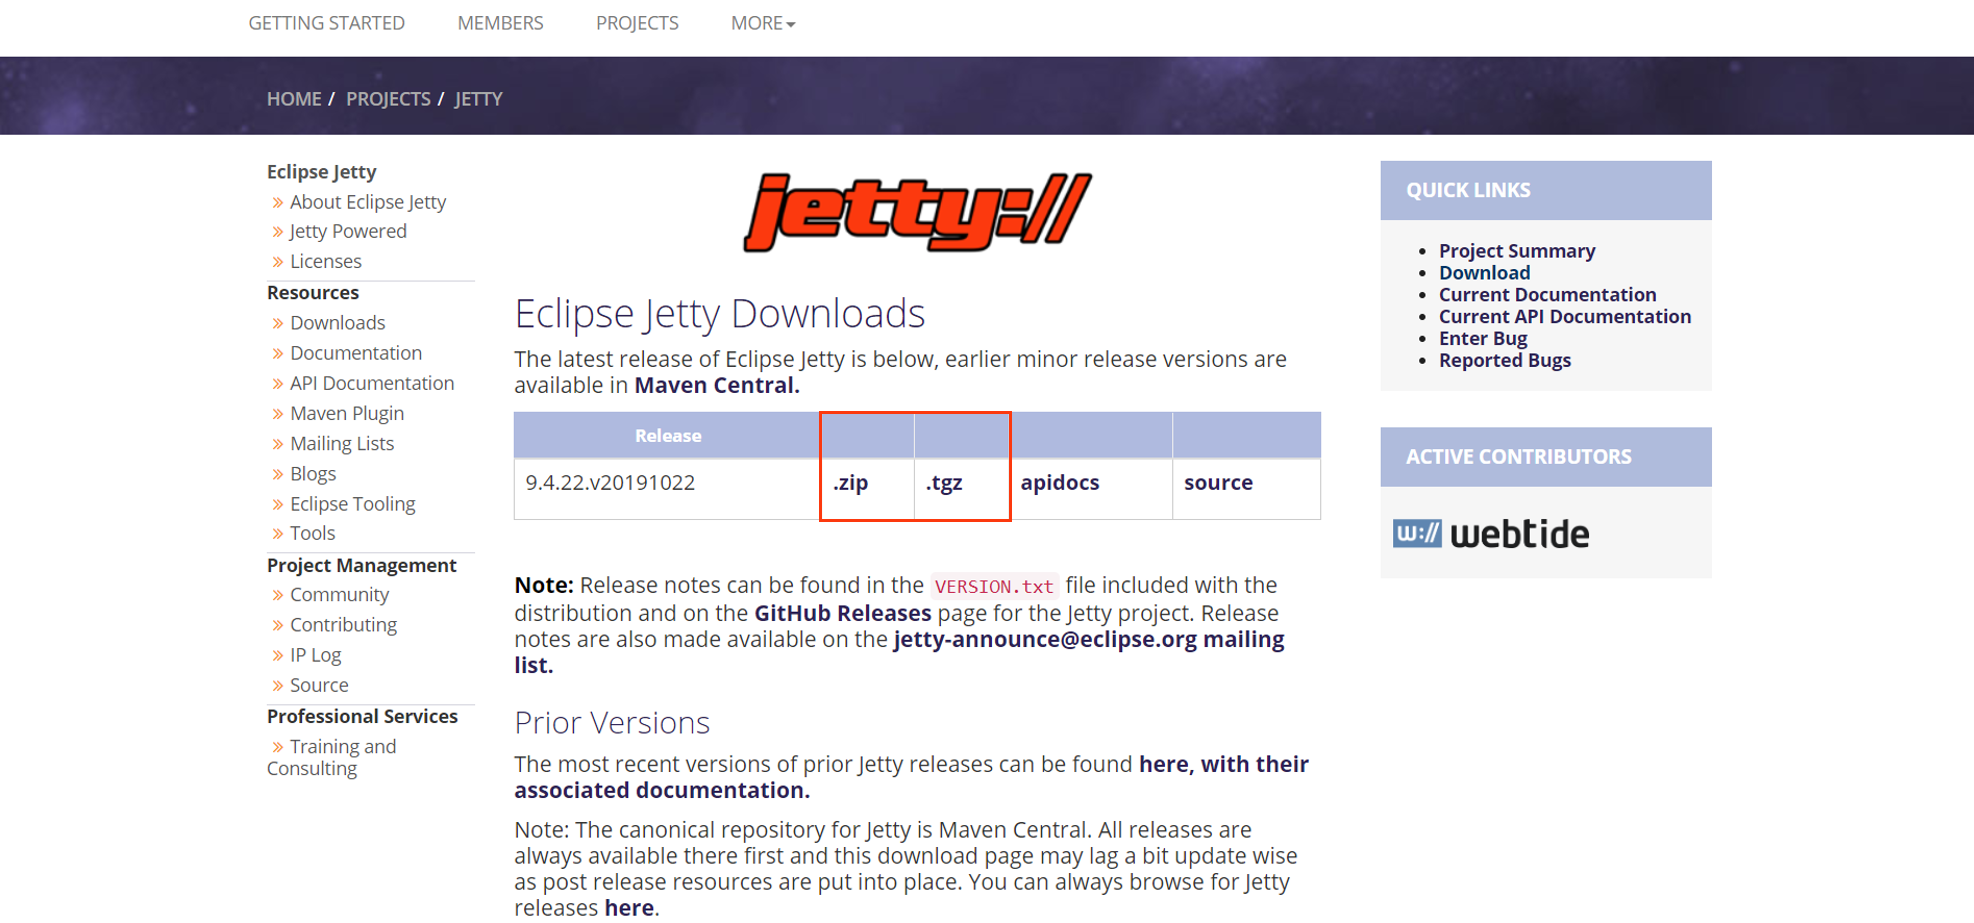 GETTING STARTED MEMBERS PROJECTS MORE
HOME / PROJECTS / JETTY
Eclipse Jetty
» About Eclipse Jetty
» Jetty Powered
» Licenses
Resources
» Downloads
» Documentation
» API Documentation
» Maven Plugin
» Mailing Lists
» Blogs
» Eclipse Tooling
» Tools
Project Management
» Community
» Contributing
» IP Log
» Source
Professional Services
» Training and
Consulting
jetty://
Eclipse Jetty Downloads
The latest release of Eclipse Jetty is below, earlier minor release versions are
available in Maven Central.
Release
9.4.22.v20191022 .zip .tgz apidocs source
Note: Release notes can be found in the VERSION.txt file included with the
distribution and on the GitHub Releases page for the Jetty project. Release
notes are also made available on the jetty-announce@eclipse.org mailing
list.
Prior Versions
The most recent versions of prior Jetty releases can be found here, with their
associated documentation.
Note: The canonical repository for Jetty is Maven Central. All releases are
always available there first and this download page may lag a bit update wise
as post release resources are put into place. You can always browse for Jetty
releases here.
QUICK LINKS
• Project Summary
• Download
• Current Documentation
• Current API Documentation
• Enter Bug
• Reported Bugs
ACTIVE CONTRIBUTORS
w:// webtide